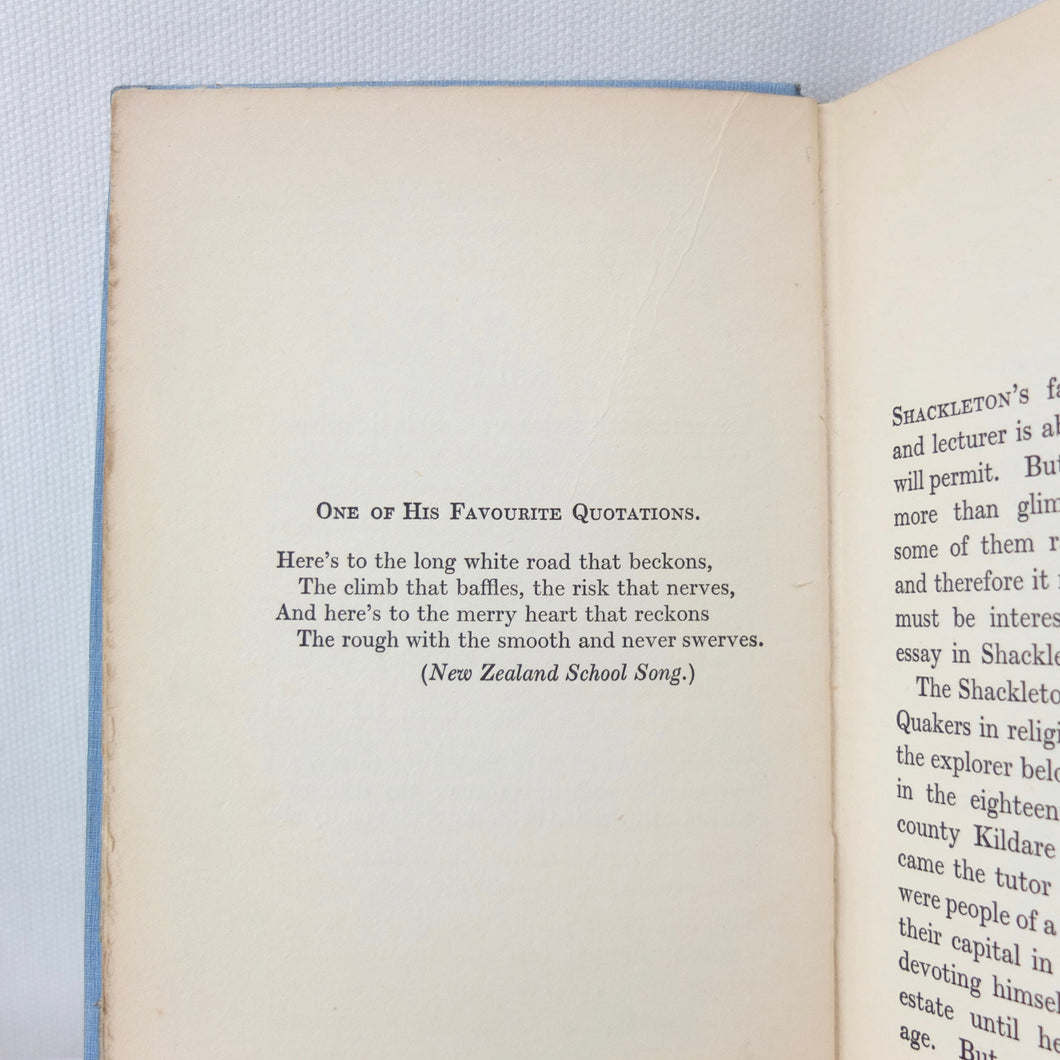 One of His Favourite Quotations.
Here's to the long white road that beckons,
The climb that baffles, the risk that nerves,
And here's to the merry heart that reckons
The rough with the smooth and never swerves.
(New Zealand School Song.)
Shackleton's
and lecturer is
will permit. But
more than
some of them
and therefore it
must be
essay in
The
Quakers in
the explorer
in the
county Kildare
came the tutor
were people of a
their capital in
devoting
estate until
age. But